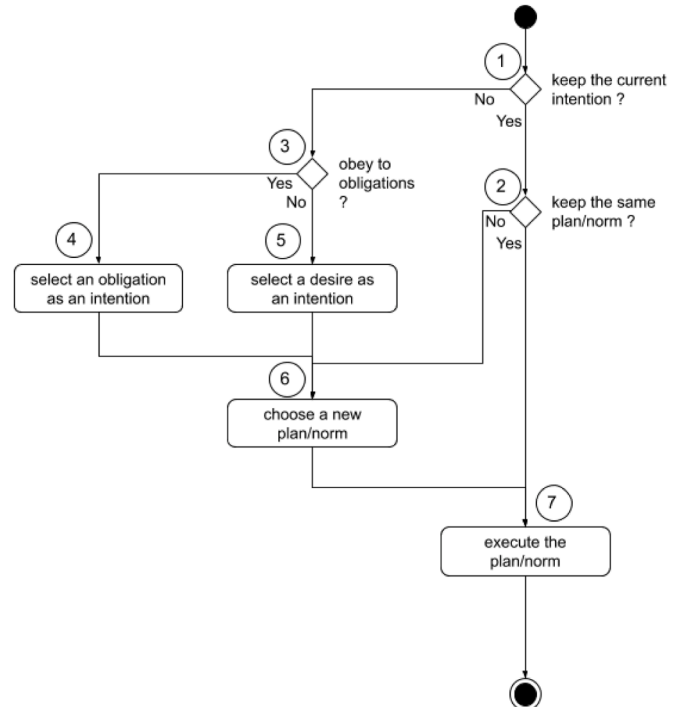 1
keep the current
intention ?
No
Yes
3
obey to
obligations
?
Yes
No
2
keep the same
plan/norm ?
No
Yes
4
select an obligation
as an intention
5
select a desire as
an intention
6
choose a new
plan/norm
7
execute the
plan/norm